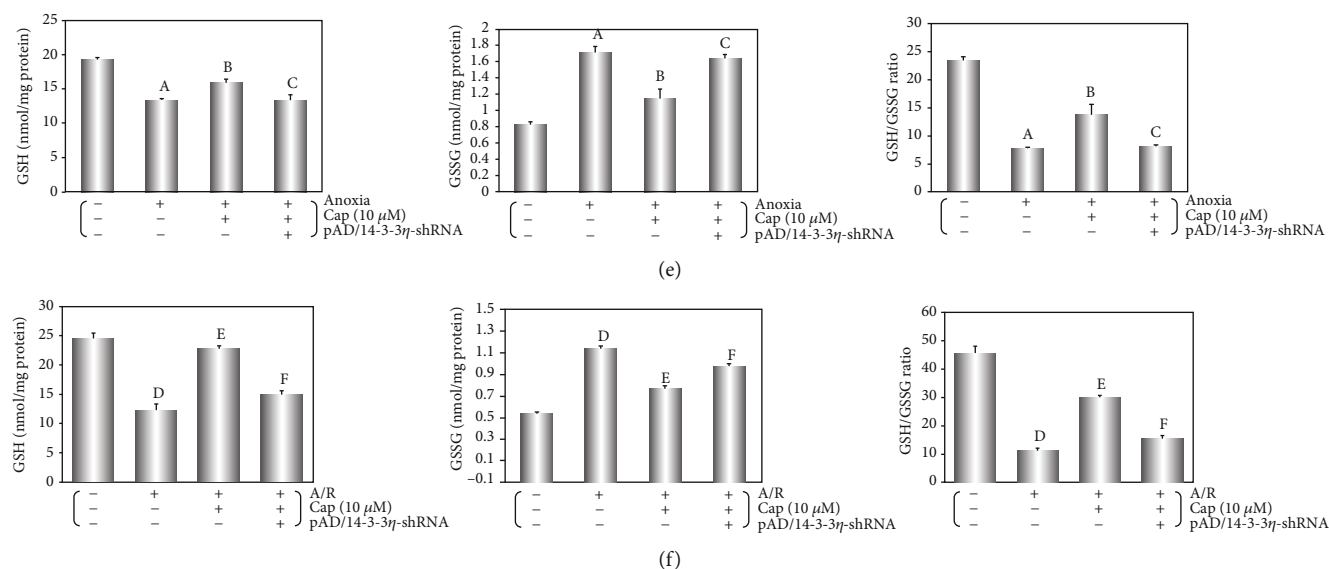 GSH (nmol/mg protein)
25
20
15
10
5
0
A
B
C
− + + + Anoxia
− − + + Cap (10 μM)
− − − + pAD/14-3-3η-shRNA
GSSG (nmol/mg protein)
2
1.8
1.6
1.4
1.2
1
0.8
0.6
0.4
0.2
0
A
B
C
− + + + Anoxia
− − + + Cap (10 μM)
− − − + pAD/14-3-3η-shRNA
GSH/GSSG ratio
30
25
20
15
10
5
0
A
B
C
− + + + Anoxia
− − + + Cap (10 μM)
− − − + pAD/14-3-3η-shRNA
(e)
GSH (nmol/mg protein)
30
25
20
15
10
5
0
D
E
F
− + + + A/R
− − + + Cap (10 μM)
− − − + pAD/14-3-3η-shRNA
GSSG (nmol/mg protein)
1.5
1.3
1.1
0.9
0.7
0.5
0.3
0.1
−0.1
D
E
F
− + + + A/R
− − + + Cap (10 μM)
− − − + pAD/14-3-3η-shRNA
GSH/GSSG ratio
60
50
40
30
20
10
0
D
E
F
− + + + A/R
− − + + Cap (10 μM)
− − − + pAD/14-3-3η-shRNA
(f)